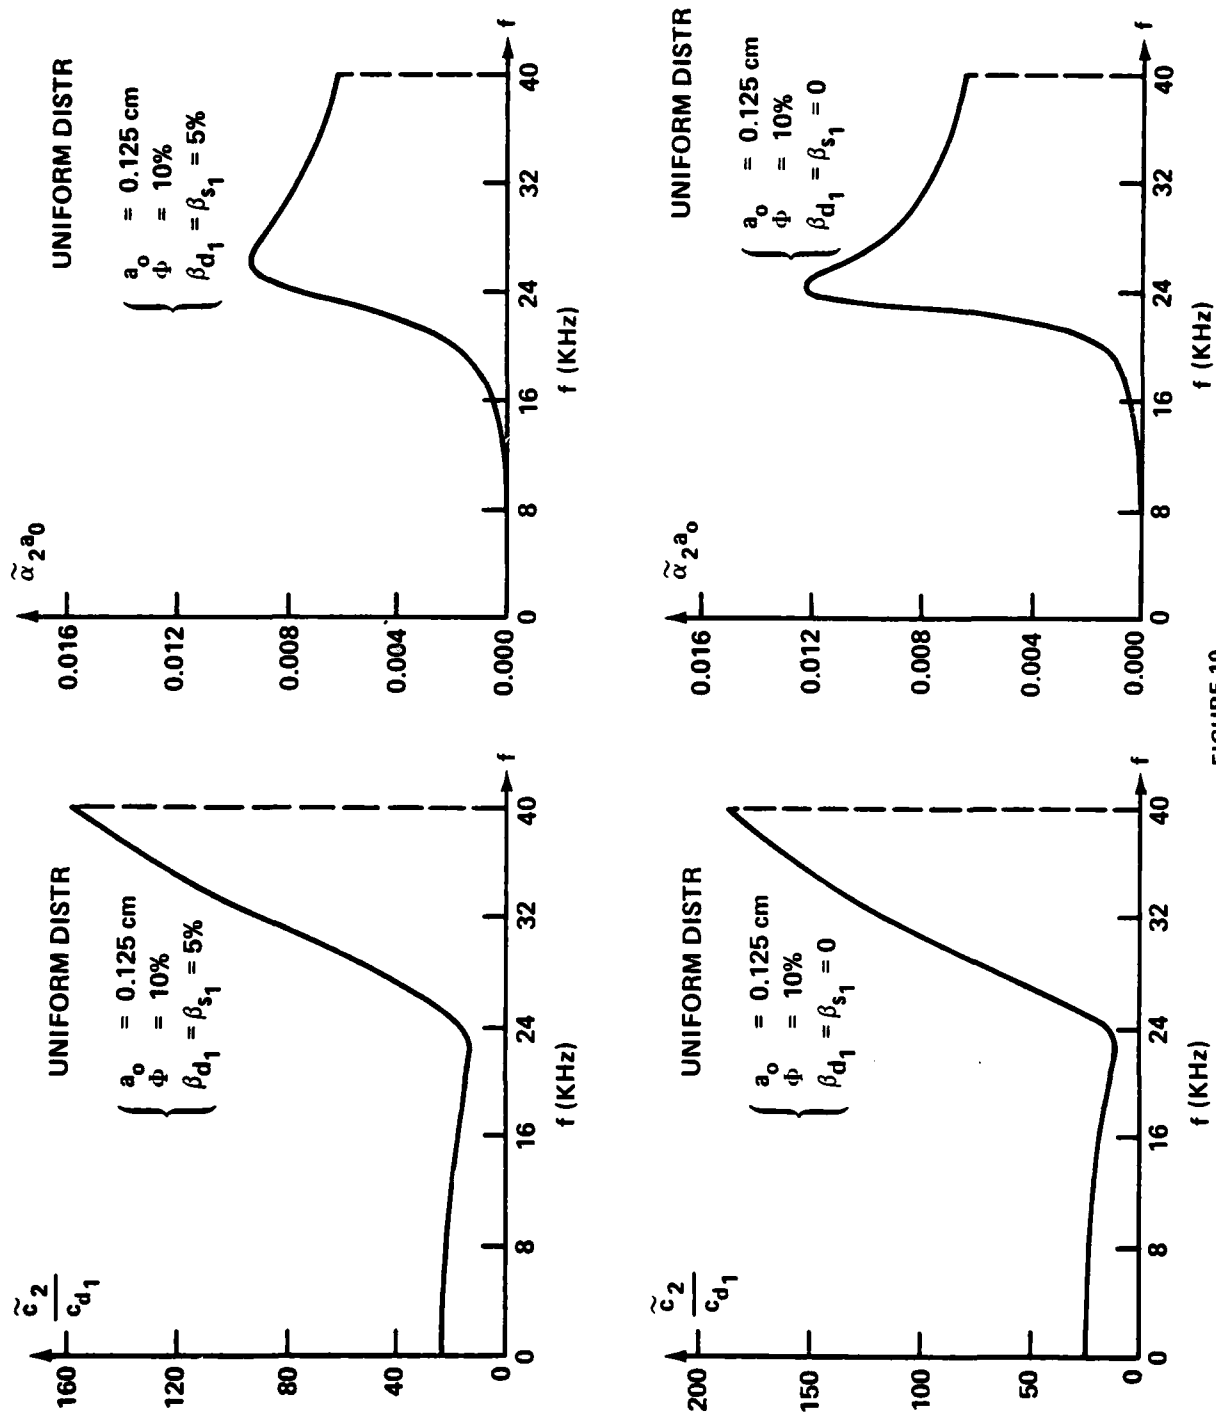 c̃₂ / c_d₁
160
120
80
40
0
0
8
16
24
32
40
f
f (KHz)
UNIFORM DISTR
a_o = 0.125 cm
Φ = 10%
β_d₁ = β_s₁ = 5%
α̃₂a₀
0.016
0.012
0.008
0.004
0.000
0
8
16
24
32
40
f
f (KHz)
UNIFORM DISTR
a_o = 0.125 cm
Φ = 10%
β_d₁ = β_s₁ = 5%
c̃₂ / c_d₁
200
150
100
50
0
0
8
16
24
32
40
f
f (KHz)
UNIFORM DISTR
a_o = 0.125 cm
Φ = 10%
β_d₁ = β_s₁ = 0
α̃₂a_o
0.016
0.012
0.008
0.004
0.000
0
8
16
24
32
40
f
f (KHz)
UNIFORM DISTR
a_o = 0.125 cm
Φ = 10%
β_d₁ = β_s₁ = 0